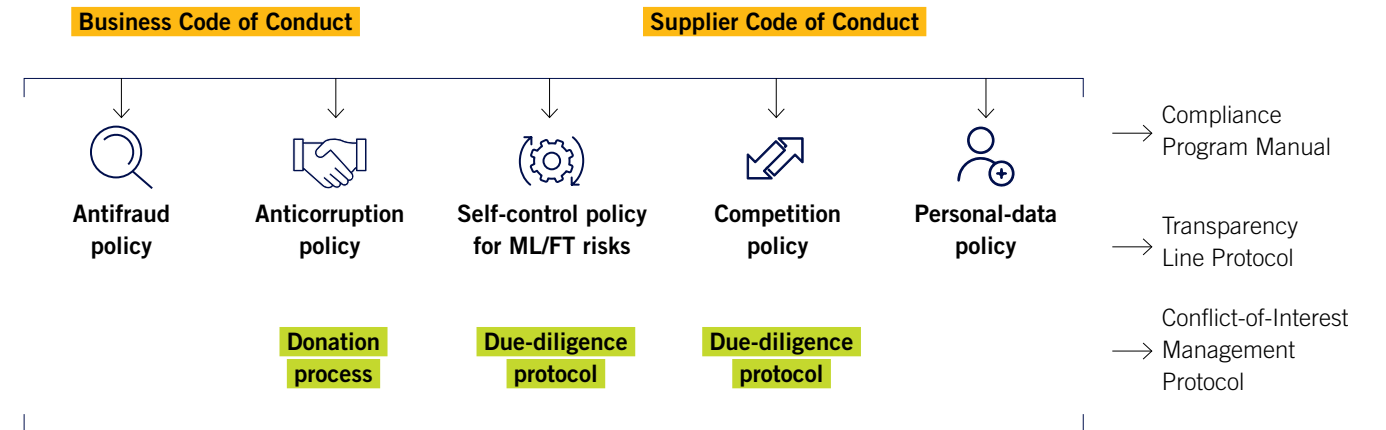 Business Code of Conduct
Supplier Code of Conduct
Antifraud
policy
Anticorruption
policy
Self-control policy
for ML/FT risks
Competition
policy
Personal-data
policy
Donation
process
Due-diligence
protocol
Due-diligence
protocol
Compliance
Program Manual
Transparency
Line Protocol
Conflict-of-Interest
Management
Protocol